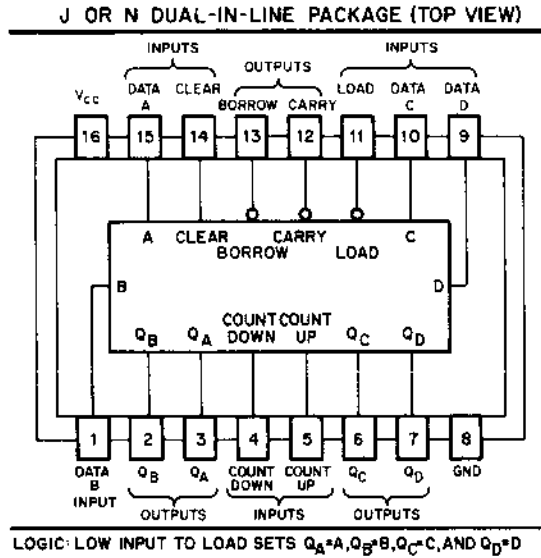 J OR N DUAL-IN-LINE PACKAGE (TOP VIEW)
INPUTS OUTPUTS INPUTS
VCC DATA A CLEAR BORROW CARRY LOAD DATA C DATA D
16 15 14 13 12 11 10 9
A CLEAR BORROW CARRY LOAD C
B D
QB QA COUNT DOWN COUNT UP QC QD
1 2 3 4 5 6 7 8
DATA B INPUT QB QA COUNT DOWN COUNT UP QC QD GND
OUTPUTS INPUTS OUTPUTS
LOGIC: LOW INPUT TO LOAD SETS QA=A,QB=B,QC=C,AND QD=D